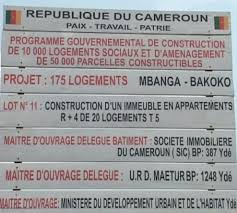 REPUBLIQUE DU CAMEROUN
PAIX - TRAVAIL - PATRIE
PROGRAMME GOUVERNEMENTAL DE CONSTRUCTION
DE 10 000 LOGEMENTS SOCIAUX ET D'AMENAGEMENT
DE 50 000 PARCELLES CONSTRUCTIBLES
PROJET : 175 LOGEMENTS MBANGA - BAKOKO
LOT N° 11 : CONSTRUCTION D'UN IMMEUBLE EN APPARTEMENTS
R + 4 DE 20 LOGEMENTS T 5
MAITRE D'OUVRAGE DELEGUE BATIMENT : SOCIETE IMMOBILIERE
DU CAMEROUN ( SIC ) BP: 387 Ydé
MAITRE D'OUVRAGE DELEGUE : U.R.D. MAETUR BP: 1248 Ydé
MAITRE D'OUVRAGE: MINISTERE DU DEVELOPPEMENT URBAIN ET DE L'HABITAT Ydé